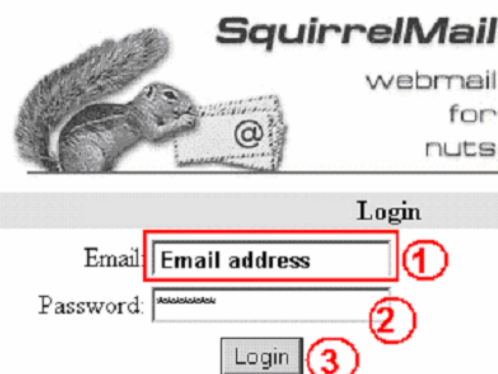 SquirrelMail
webmail
for
nuts
@
Login
Email: Email address 1
Password: ********* 2
Login 3